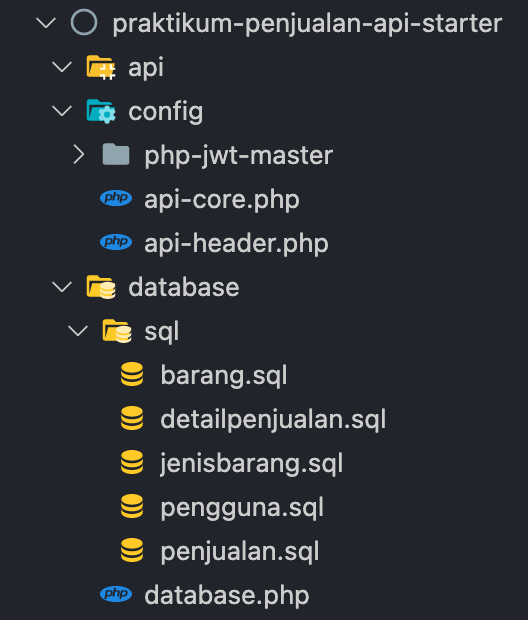 praktikum-penjualan-api-starter
api
config
php-jwt-master
php api-core.php
php api-header.php
database
sql
barang.sql
detailpenjualan.sql
jenisbarang.sql
pengguna.sql
penjualan.sql
php database.php